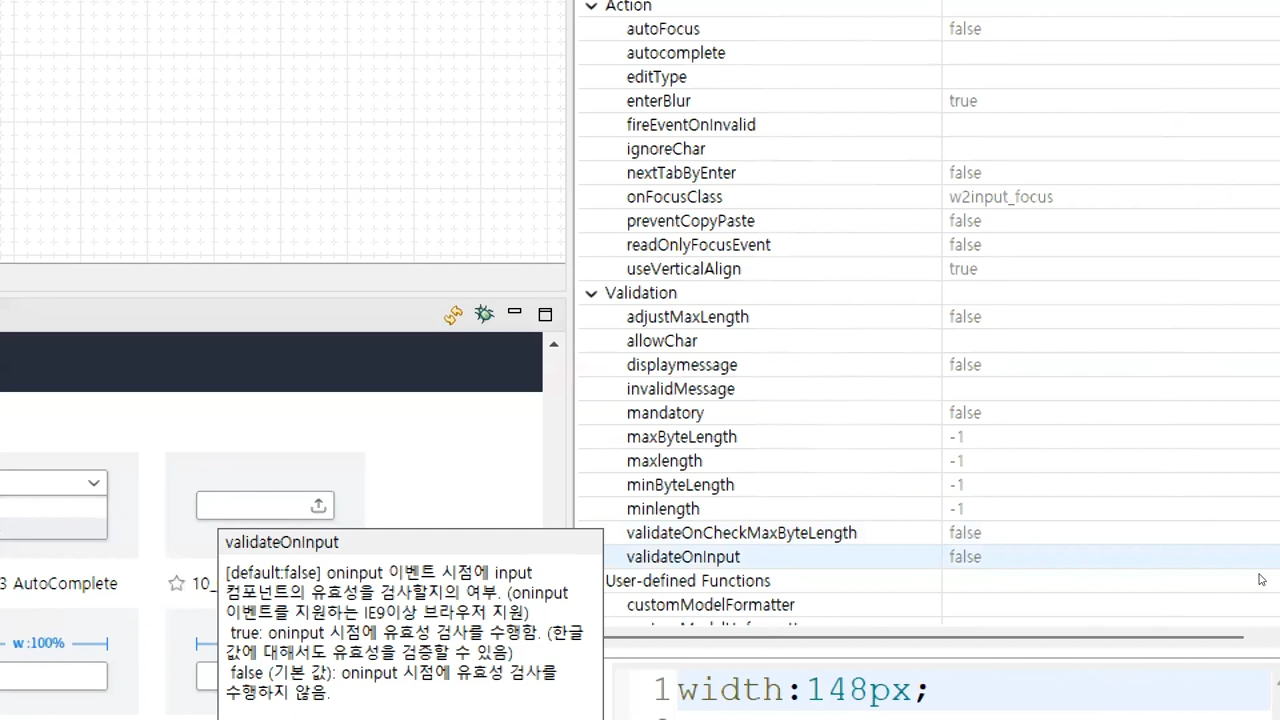 Action
autoFocus false
autocomplete
editType
enterBlur true
fireEventOnInvalid
ignoreChar
nextTabByEnter false
onFocusClass w2input_focus
preventCopyPaste false
readOnlyFocusEvent false
useVerticalAlign true
Validation
adjustMaxLength false
allowChar
displaymessage false
invalidMessage
mandatory false
maxByteLength -1
maxlength -1
minByteLength -1
minlength -1
validateOnCheckMaxByteLength false
validateOnInput false
User-defined Functions
customModelFormatter
3 AutoComplete
10_
w:100%
validateOnInput
[default:false] oninput 이벤트 시점에 input
컴포넌트의 유효성을 검사할지의 여부. (oninput
이벤트를 지원하는 IE9이상 브라우저 지원)
true: oninput 시점에 유효성 검사를 수행함. (한글
값에 대해서도 유효성을 검증할 수 있음)
false (기본 값): oninput 시점에 유효성 검사를
수행하지 않음.
1 width:148px;